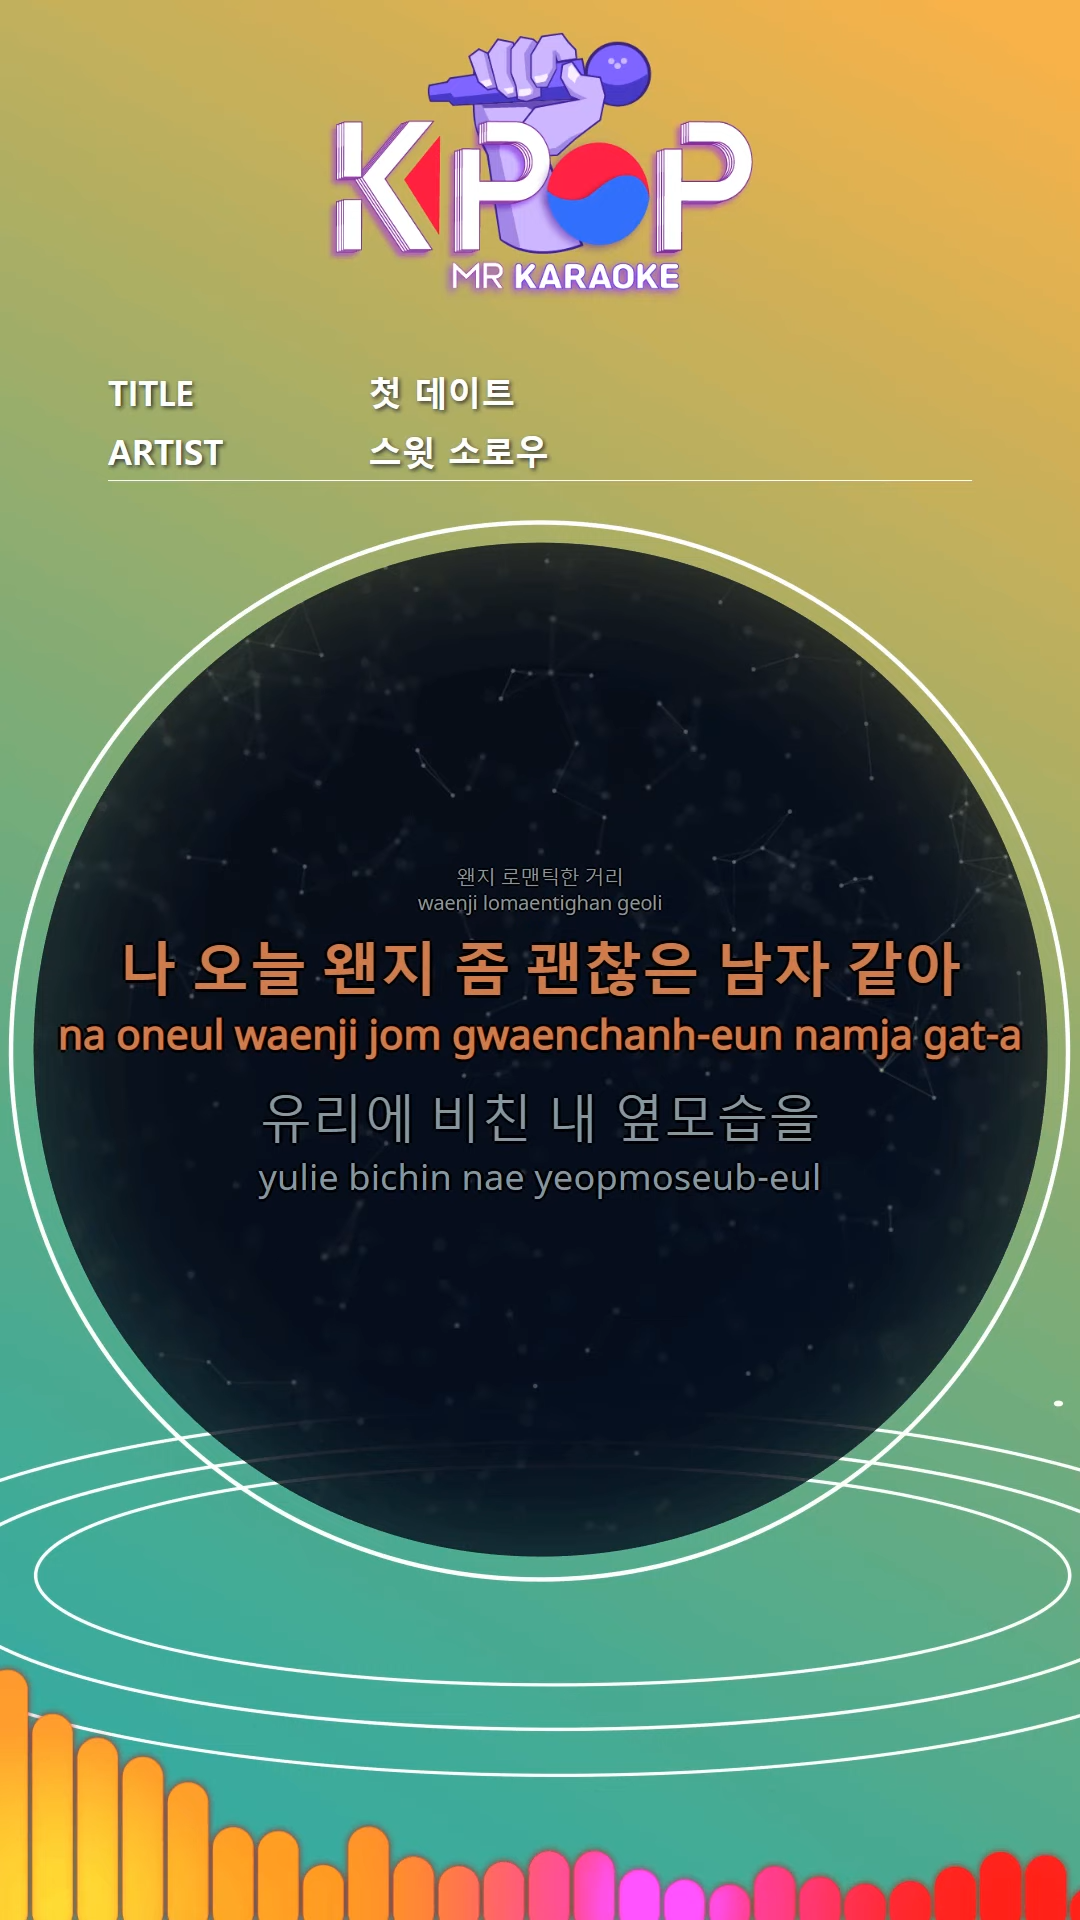 KPOP
MR KARAOKE
TITLE 첫 데이트
ARTIST 스윗 소로우
왠지 로맨틱한 거리
waenji lomaentighan geoli
나 오늘 왠지 좀 괜찮은 남자 같아
na oneul waenji jom gwaenchanh-eun namja gat-a
유리에 비친 내 옆모습을
yulie bichin nae yeopmoseub-eul